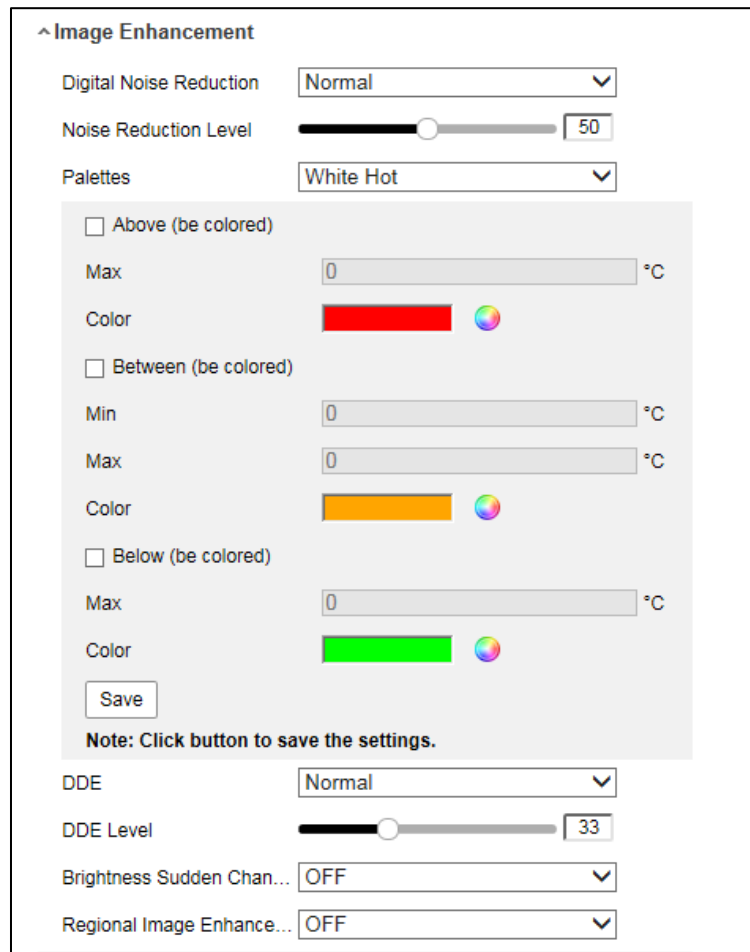 Image Enhancement
Digital Noise Reduction Normal
Noise Reduction Level 50
Palettes White Hot
Above (be colored)
Max 0 °C
Color
Between (be colored)
Min 0 °C
Max 0 °C
Color
Below (be colored)
Max 0 °C
Color
Save
Note: Click button to save the settings.
DDE Normal
DDE Level 33
Brightness Sudden Chan... OFF
Regional Image Enhance... OFF